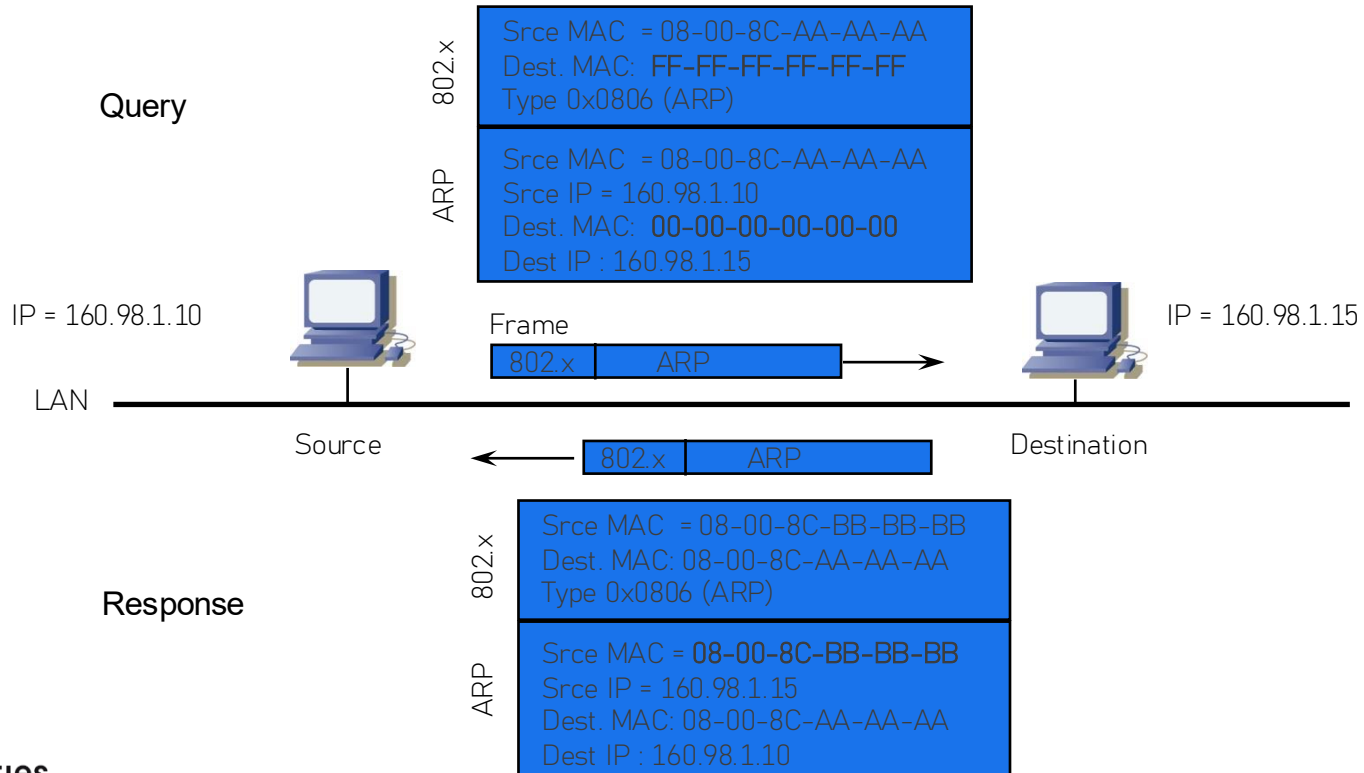 802.x
Srce MAC = 08-00-8C-AA-AA-AA
Dest. MAC: FF-FF-FF-FF-FF-FF
Type 0x0806 (ARP)
Query
ARP
Srce MAC = 08-00-8C-AA-AA-AA
Srce IP = 160.98.1.10
Dest. MAC: 00-00-00-00-00-00
Dest IP : 160.98.1.15
IP = 160.98.1.10
IP = 160.98.1.15
Frame
802.x ARP
LAN
Source
Destination
802.x ARP
802.x
Srce MAC = 08-00-8C-BB-BB-BB
Dest. MAC: 08-00-8C-AA-AA-AA
Type 0x0806 (ARP)
Response
ARP
Srce MAC = 08-00-8C-BB-BB-BB
Srce IP = 160.98.1.15
Dest. MAC: 08-00-8C-AA-AA-AA
Dest IP : 160.98.1.10